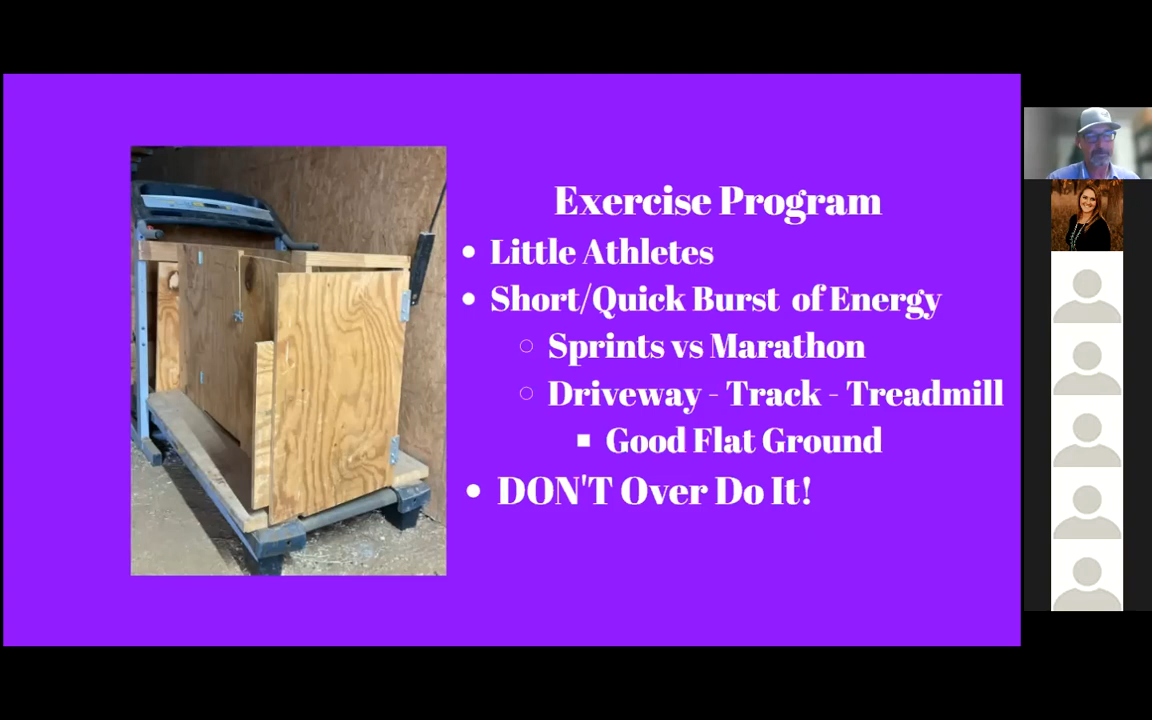 Exercise Program
Little Athletes
Short/Quick Burst of Energy
Sprints vs Marathon
Driveway - Track - Treadmill
Good Flat Ground
DON'T Over Do It!